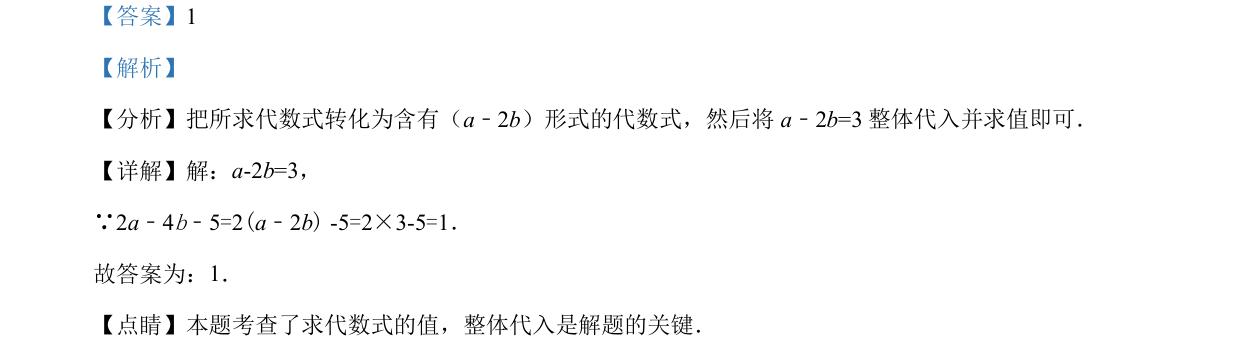 【答案】1
【解析】
【分析】把所求代数式转化为含有（a﹣2b）形式的代数式，然后将 a﹣2b=3 整体代入并求值即可．
【详解】解：a-2b=3，
∵2a﹣4b﹣5=2(a﹣2b）-5=2×3-5=1．
故答案为：1．
【点睛】本题考查了求代数式的值，整体代入是解题的关键．